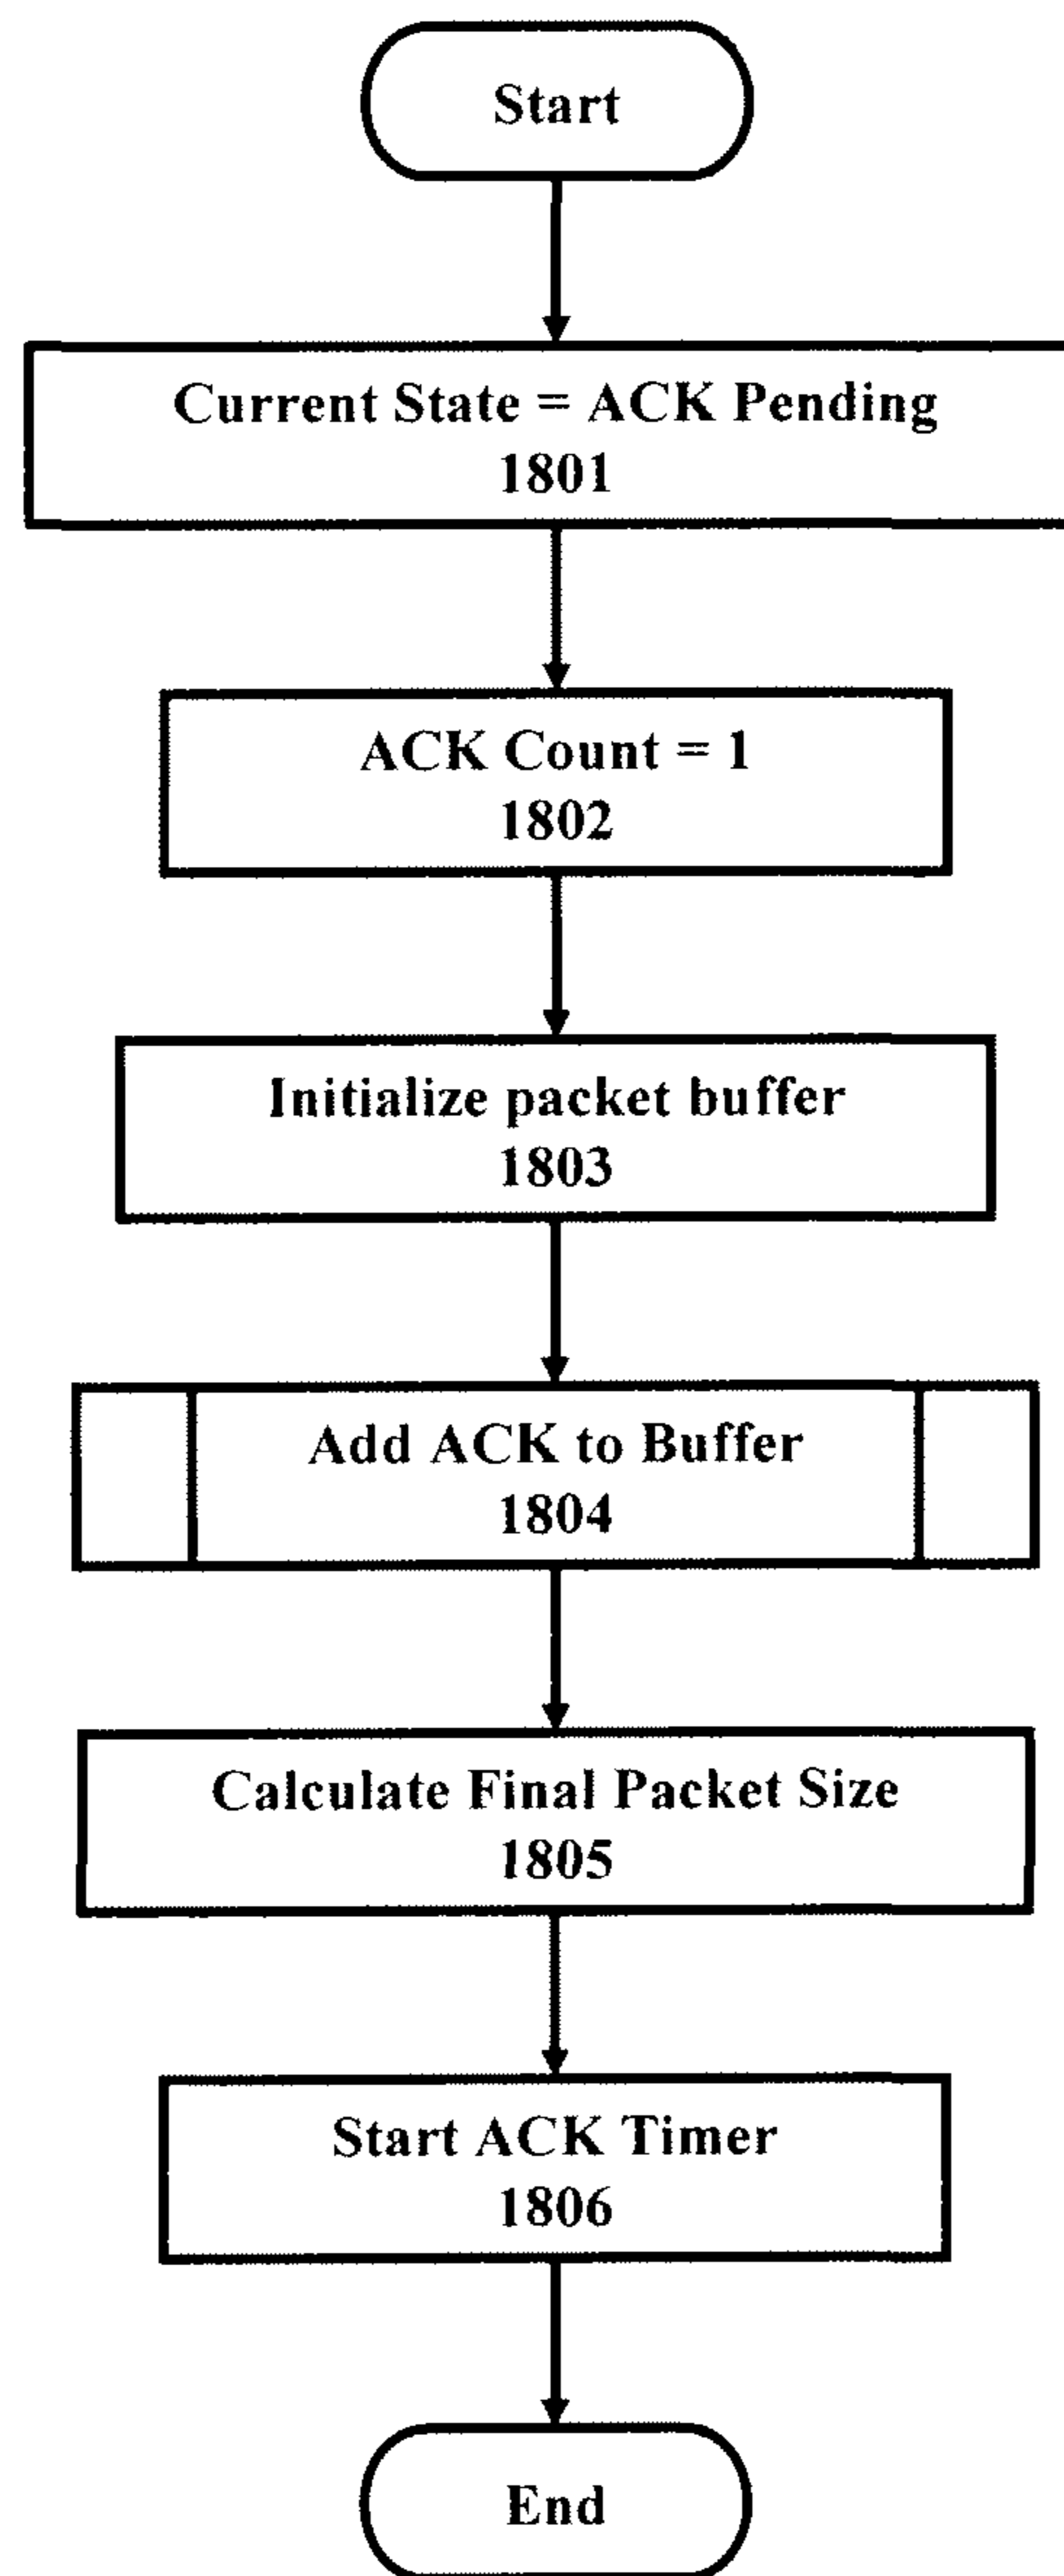 Start
Current State = ACK Pending
1801
ACK Count = 1
1802
Initialize packet buffer
1803
Add ACK to Buffer
1804
Calculate Final Packet Size
1805
Start ACK Timer
1806
End